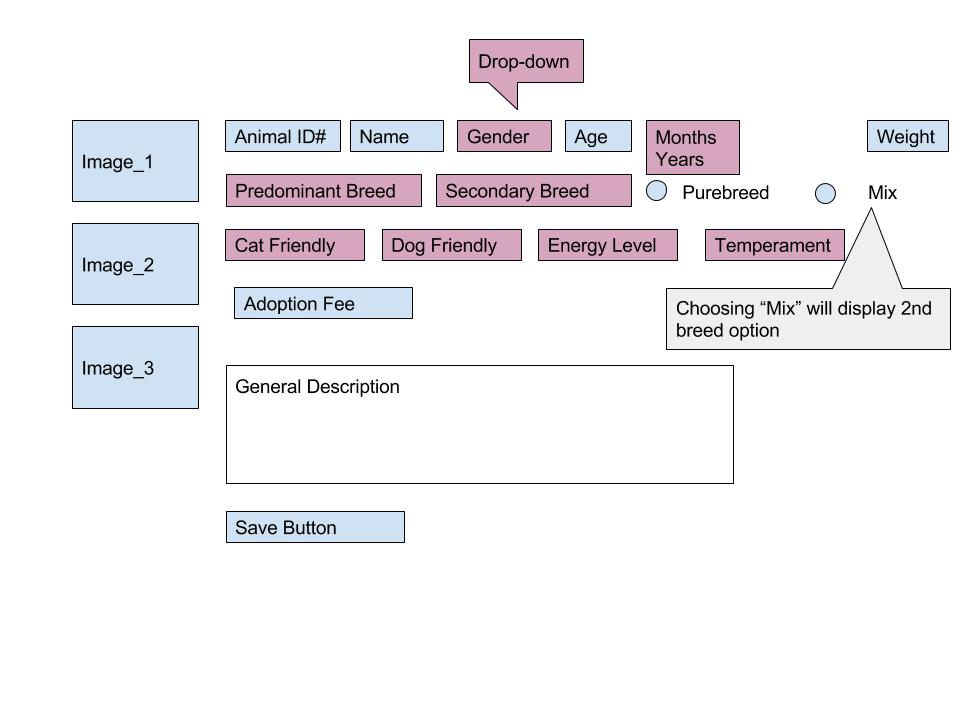 Drop-down
Image_1
Animal ID#
Name
Gender
Age
Months
Years
Weight
Predominant Breed
Secondary Breed
Purebreed
Mix
Image_2
Cat Friendly
Dog Friendly
Energy Level
Temperament
Adoption Fee
Choosing “Mix” will display 2nd
breed option
Image_3
General Description
Save Button